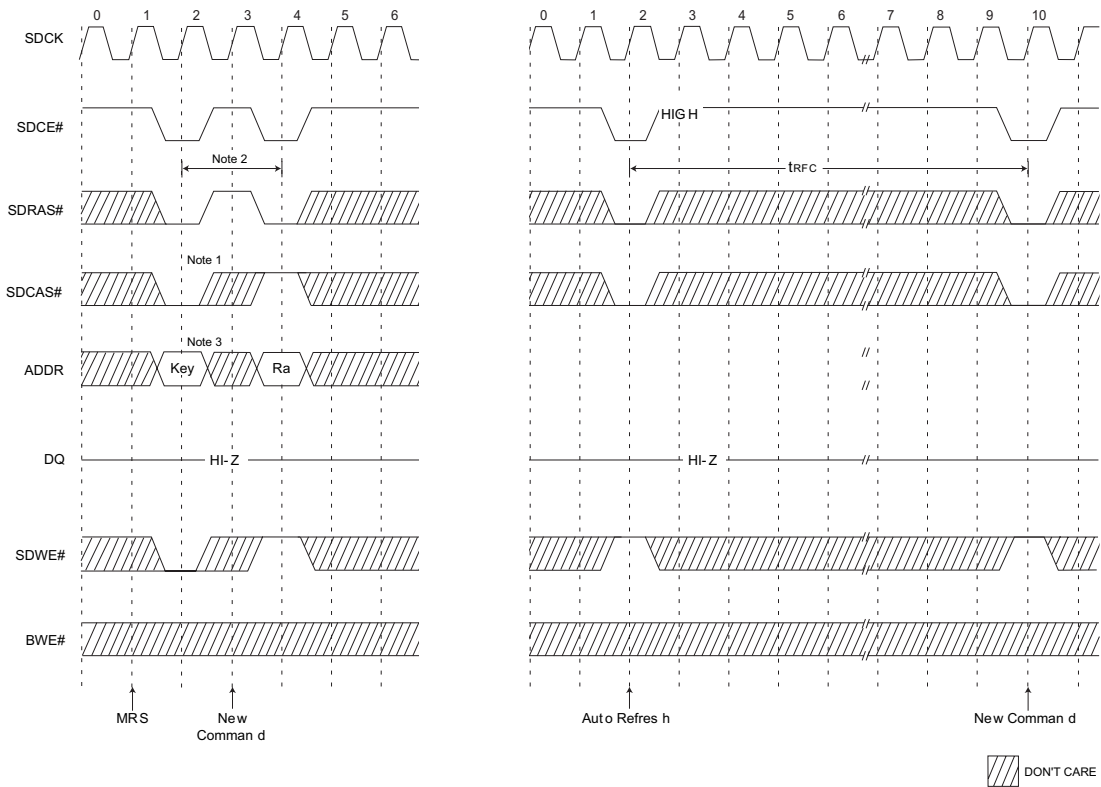 0 1 2 3 4 5 6
0 1 2 3 4 5 6 7 8 9 10
SDCK
SDCE#
HIGH
Note 2
tRFC
SDRAS#
Note 1
SDCAS#
Note 3
ADDR
Key
Ra
DQ
HI-Z
HI-Z
SDWE#
BWE#
MRS
New
Command
Auto Refresh
New Command
DON'T CARE